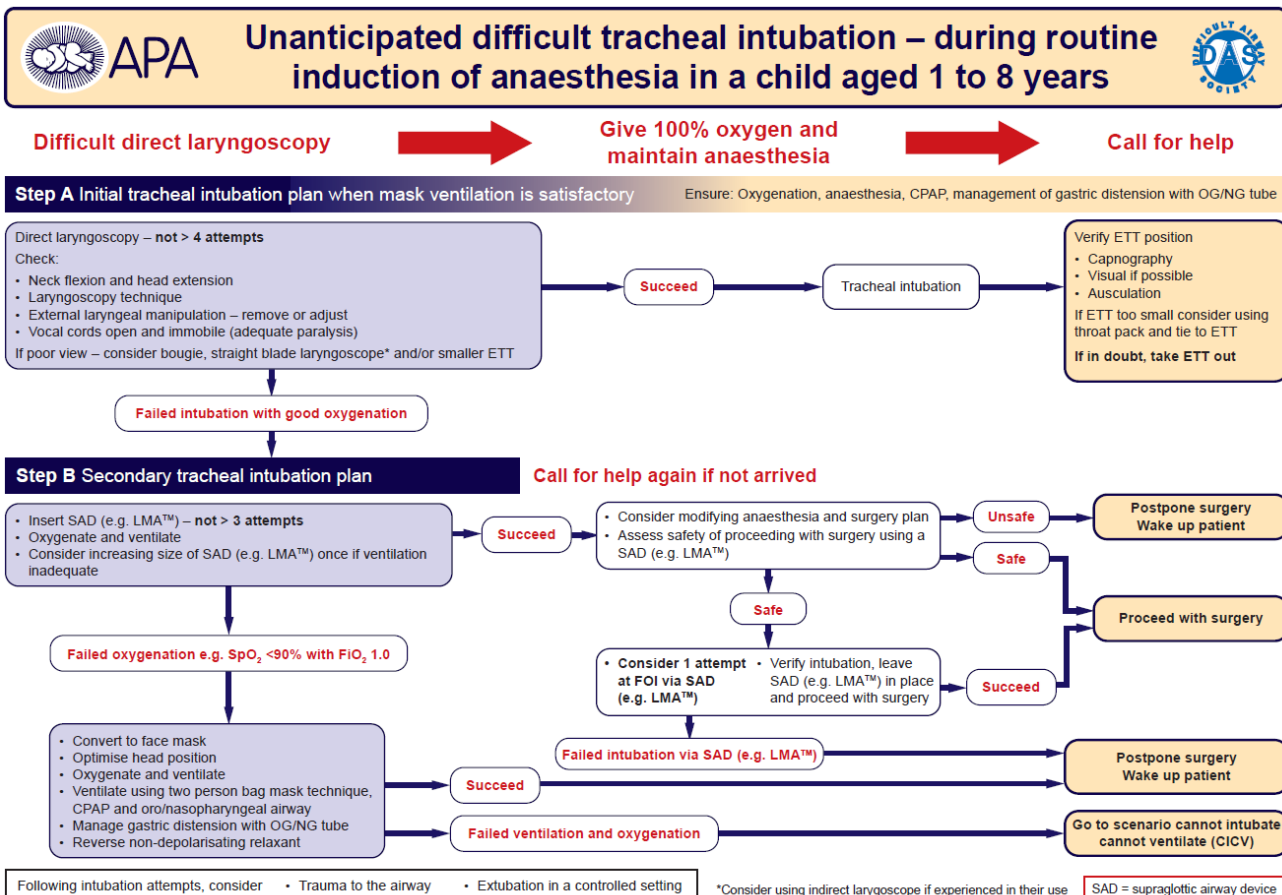 APA
Unanticipated difficult tracheal intubation – during routine
induction of anaesthesia in a child aged 1 to 8 years
DIFFICULT AIRWAY
DAS
SOCIETY
Difficult direct laryngoscopy
Give 100% oxygen and
maintain anaesthesia
Call for help
Step A Initial tracheal intubation plan when mask ventilation is satisfactory
Ensure: Oxygenation, anaesthesia, CPAP, management of gastric distension with OG/NG tube
Direct laryngoscopy – not > 4 attempts
Check:
• Neck flexion and head extension
• Laryngoscopy technique
• External laryngeal manipulation – remove or adjust
• Vocal cords open and immobile (adequate paralysis)
If poor view – consider bougie, straight blade laryngoscope* and/or smaller ETT
Succeed
Tracheal intubation
Verify ETT position
• Capnography
• Visual if possible
• Ausculation
If ETT too small consider using
throat pack and tie to ETT
If in doubt, take ETT out
Failed intubation with good oxygenation
Step B Secondary tracheal intubation plan
Call for help again if not arrived
• Insert SAD (e.g. LMA™) – not > 3 attempts
• Oxygenate and ventilate
• Consider increasing size of SAD (e.g. LMA™) once if ventilation
inadequate
Succeed
• Consider modifying anaesthesia and surgery plan
• Assess safety of proceeding with surgery using a
SAD (e.g. LMA™)
Unsafe
Postpone surgery
Wake up patient
Safe
Safe
Proceed with surgery
Failed oxygenation e.g. SpO₂ <90% with FiO₂ 1.0
• Consider 1 attempt
at FOI via SAD
(e.g. LMA™)
• Verify intubation, leave
SAD (e.g. LMA™) in place
and proceed with surgery
Succeed
• Convert to face mask
• Optimise head position
• Oxygenate and ventilate
• Ventilate using two person bag mask technique,
CPAP and oro/nasopharyngeal airway
• Manage gastric distension with OG/NG tube
• Reverse non-depolarising relaxant
Failed intubation via SAD (e.g. LMA™)
Postpone surgery
Wake up patient
Succeed
Failed ventilation and oxygenation
Go to scenario cannot intubate
cannot ventilate (CICV)
Following intubation attempts, consider
• Trauma to the airway
• Extubation in a controlled setting
*Consider using indirect laryngoscope if experienced in their use
SAD = supraglottic airway device